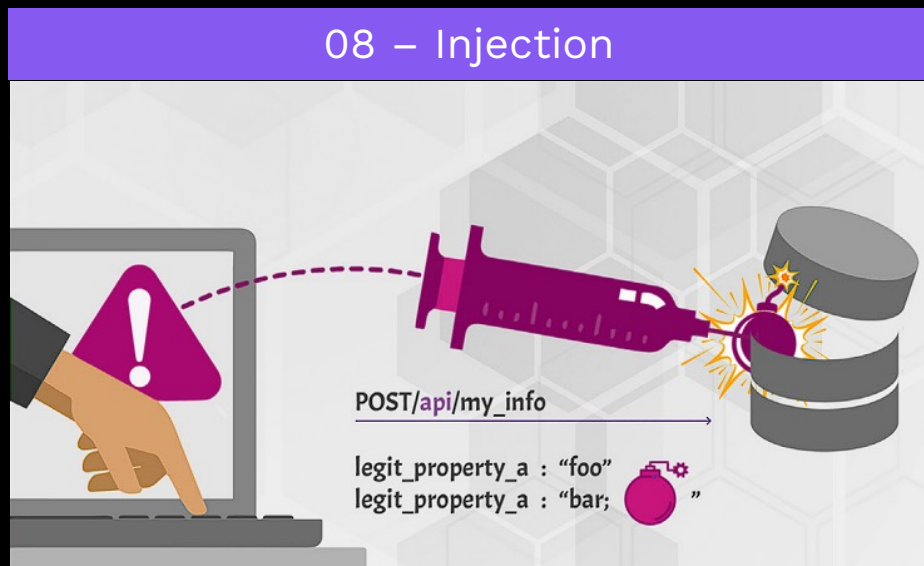 08 – Injection
POST/api/my_info
legit_property_a : “foo”
legit_property_a : “bar; ”